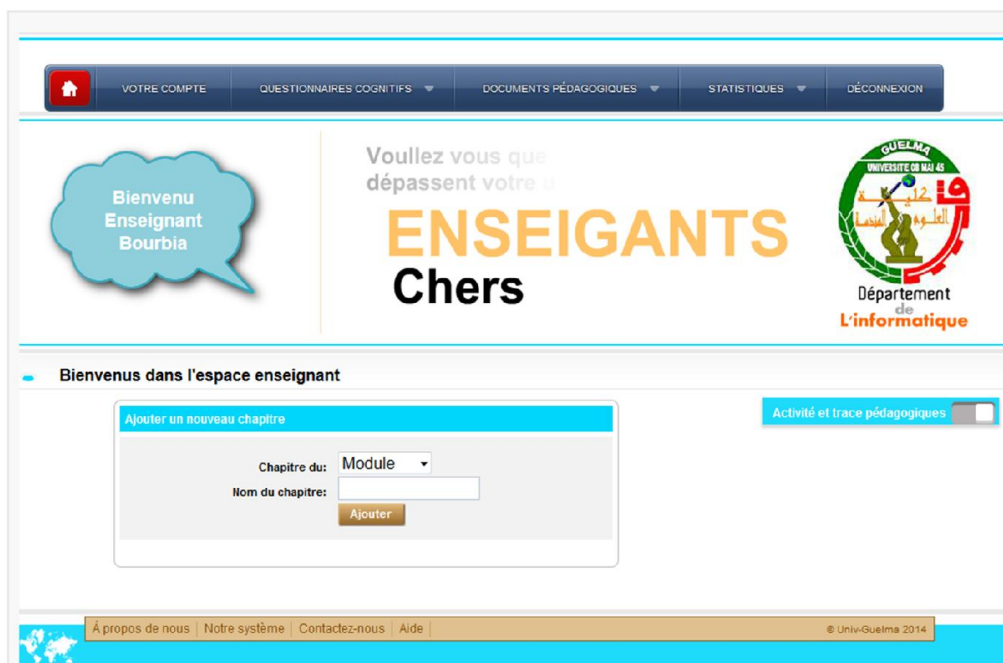 VOTRE COMPTE
QUESTIONNAIRES COGNITIFS
DOCUMENTS PÉDAGOGIQUES
STATISTIQUES
DÉCONNEXION
Bienvenu
Enseignant
Bourbia
Voullez vous que
dépassent votre
ENSEIGANTS
Chers
GUELMA
UNIVERSITE 08 MAI 45
Département
de
L'informatique
Bienvenus dans l'espace enseignant
Ajouter un nouveau chapitre
Chapitre du: Module
Nom du chapitre:
Ajouter
Activité et trace pédagogiques
Á propos de nous | Notre système | Contactez-nous | Aide |
© Univ-Guelma 2014